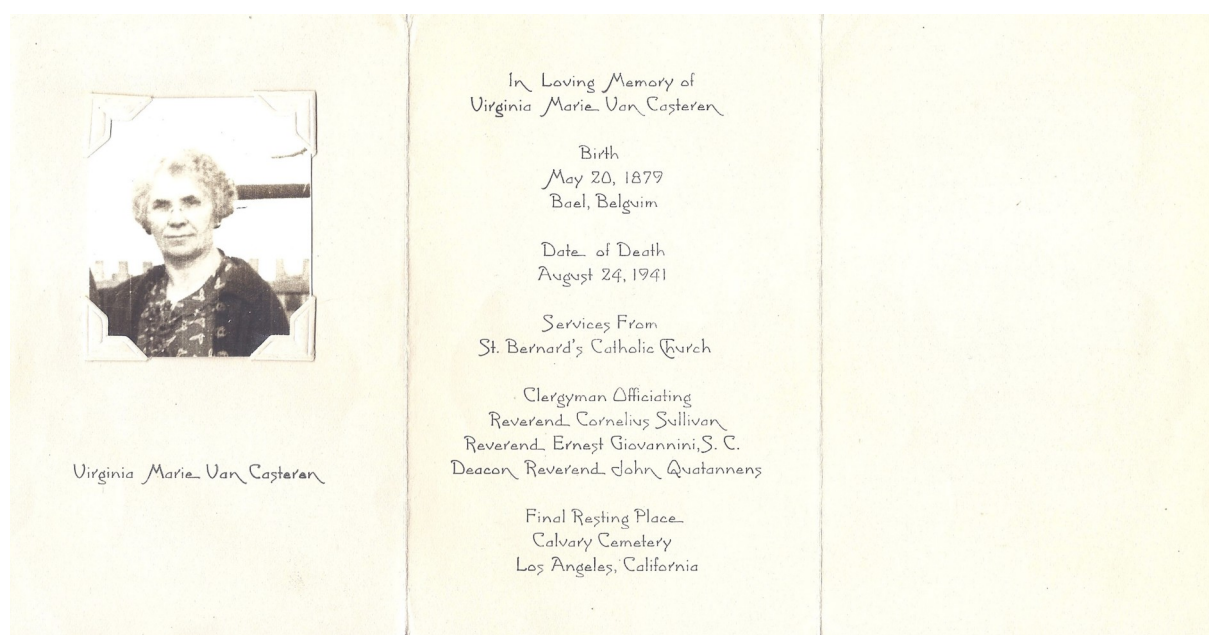 Virginia Marie Van Casteren
In Loving Memory of
Virginia Marie Van Casteren
Birth
May 20, 1879
Bael, Belguim
Date of Death
August 24, 1941
Services From
St. Bernard's Catholic Church
Clergyman Officiating
Reverend Cornelius Sullivan
Reverend Ernest Giovannini, S. C.
Deacon Reverend John Quatannens
Final Resting Place
Calvary Cemetery
Los Angeles, California